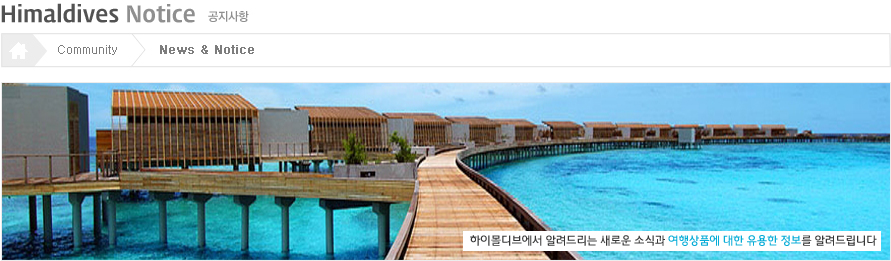 Himaldives Notice 공지사항
Community News & Notice
하이몰디브에서 알려드리는 새로운 소식과 여행상품에 대한 유용한 정보를 알려드립니다